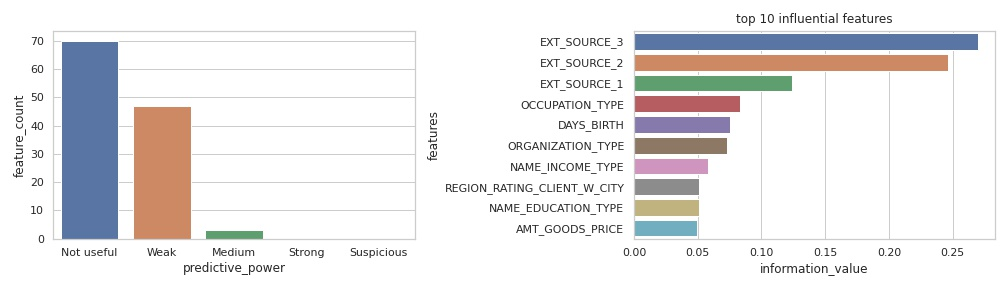 70
60
50
40
30
20
10
0
feature_count
Not useful Weak Medium Strong Suspicious
predictive_power
top 10 influential features
features
EXT_SOURCE_3
EXT_SOURCE_2
EXT_SOURCE_1
OCCUPATION_TYPE
DAYS_BIRTH
ORGANIZATION_TYPE
NAME_INCOME_TYPE
REGION_RATING_CLIENT_W_CITY
NAME_EDUCATION_TYPE
AMT_GOODS_PRICE
0.00 0.05 0.10 0.15 0.20 0.25
information_value